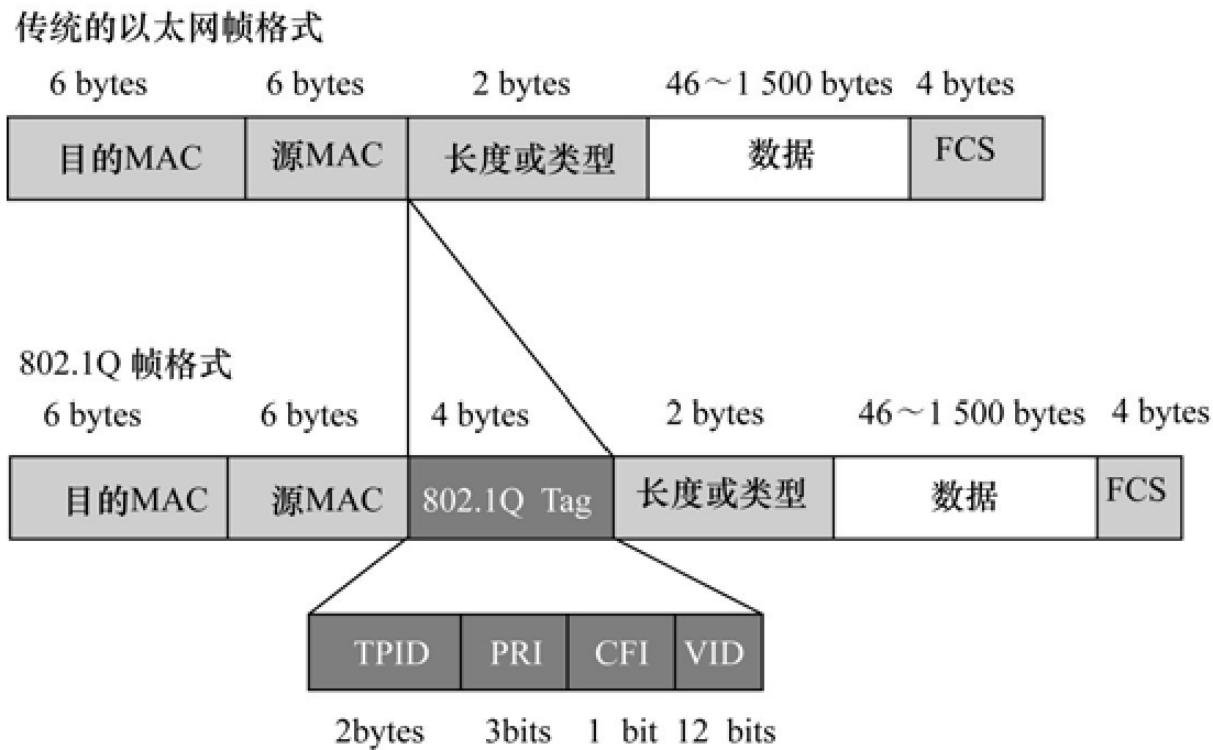 传统的以太网帧格式
6 bytes 6 bytes 2 bytes 46～1 500 bytes 4 bytes
目的MAC 源MAC 长度或类型 数据 FCS
802.1Q 帧格式
6 bytes 6 bytes 4 bytes 2 bytes 46～1 500 bytes 4 bytes
目的MAC 源MAC 802.1Q Tag 长度或类型 数据 FCS
TPID PRI CFI VID
2bytes 3bits 1 bit 12 bits